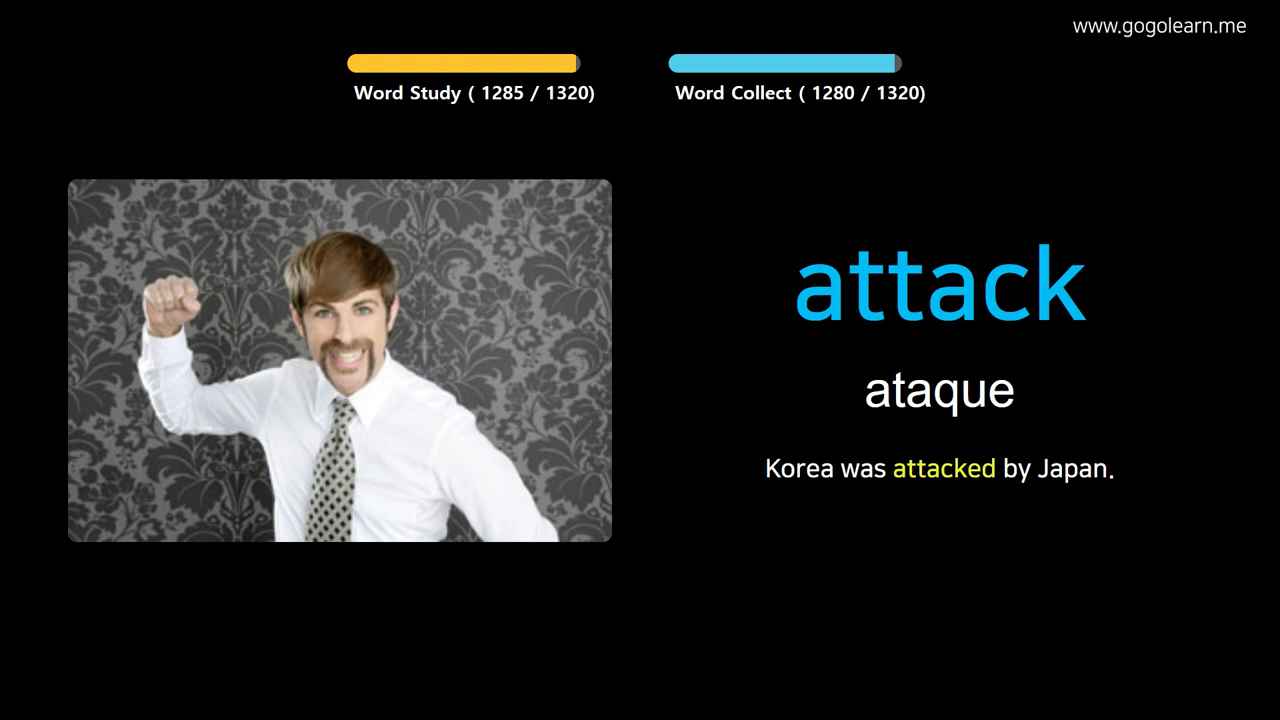 www.gogolearn.me
Word Study ( 1285 / 1320)
Word Collect ( 1280 / 1320)
attack
ataque
Korea was attacked by Japan.